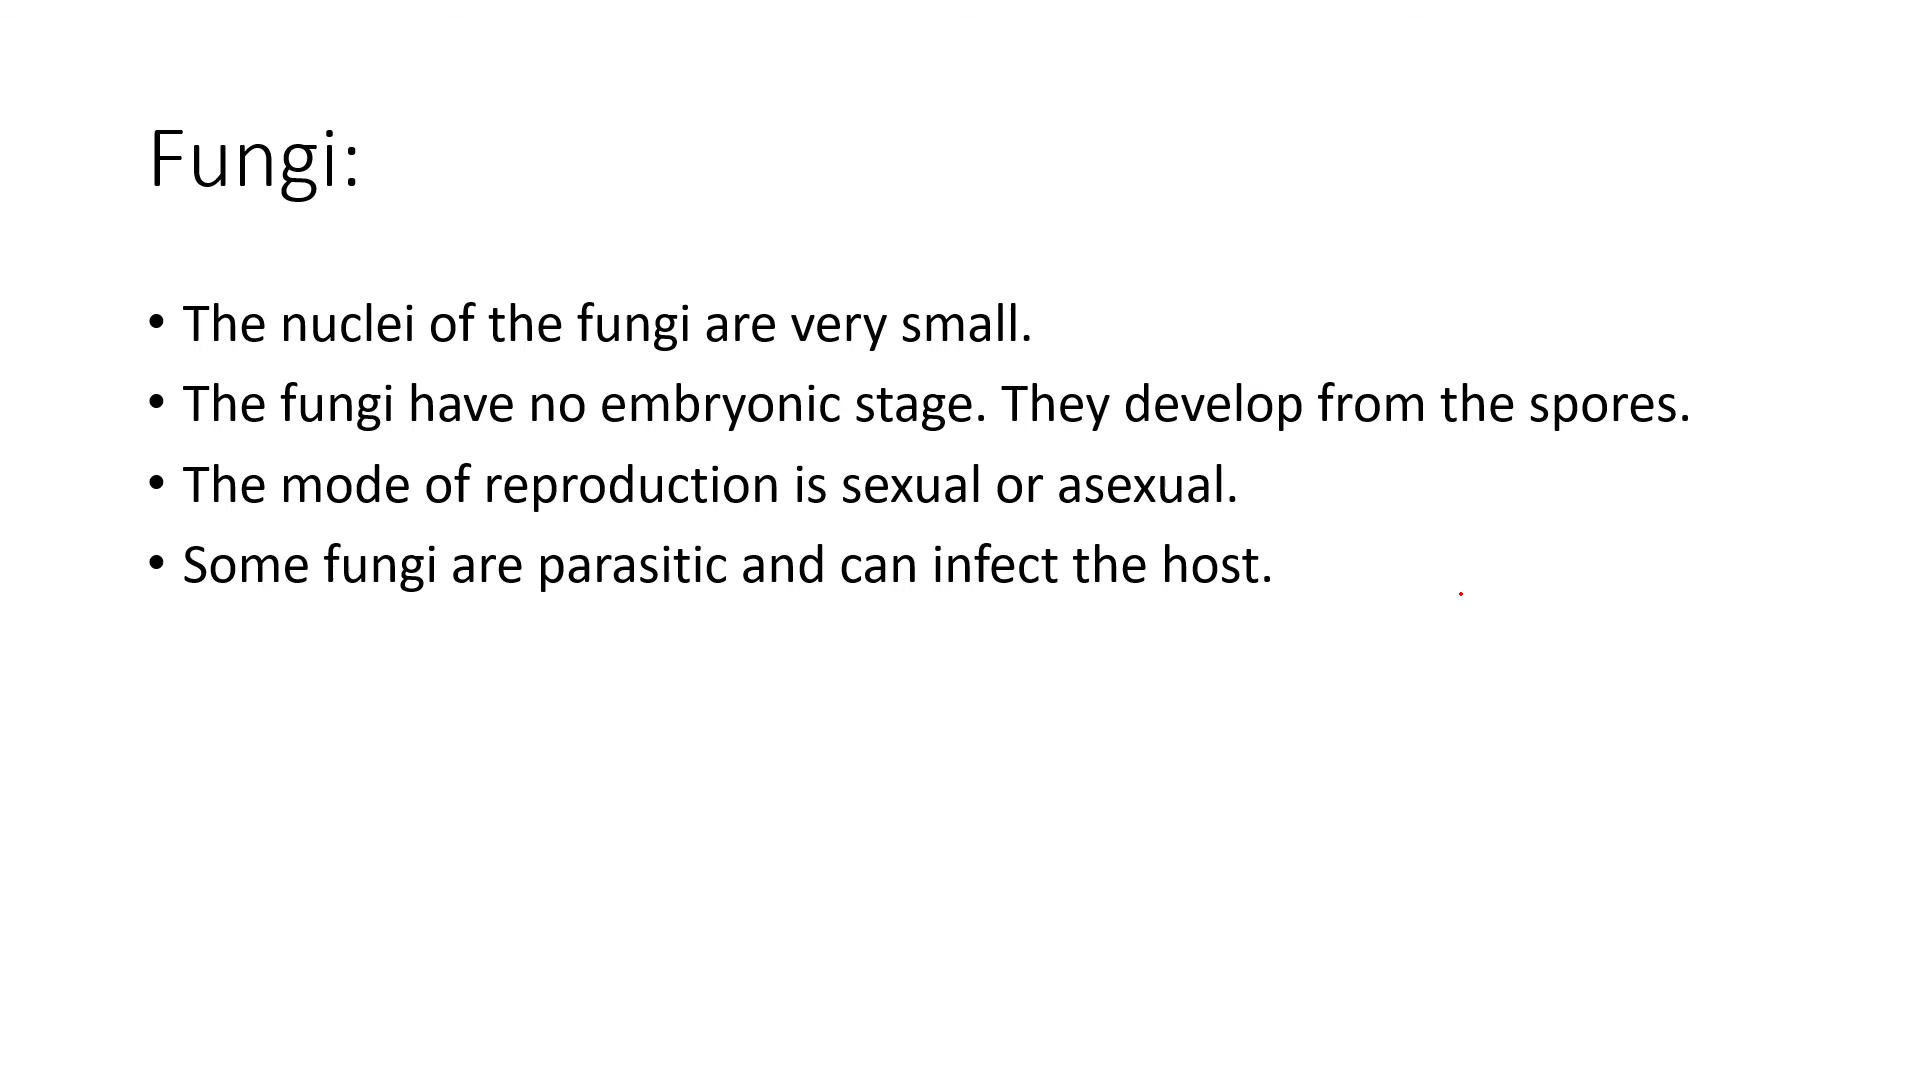 Fungi:
• The nuclei of the fungi are very small.
• The fungi have no embryonic stage. They develop from the spores.
• The mode of reproduction is sexual or asexual.
• Some fungi are parasitic and can infect the host.